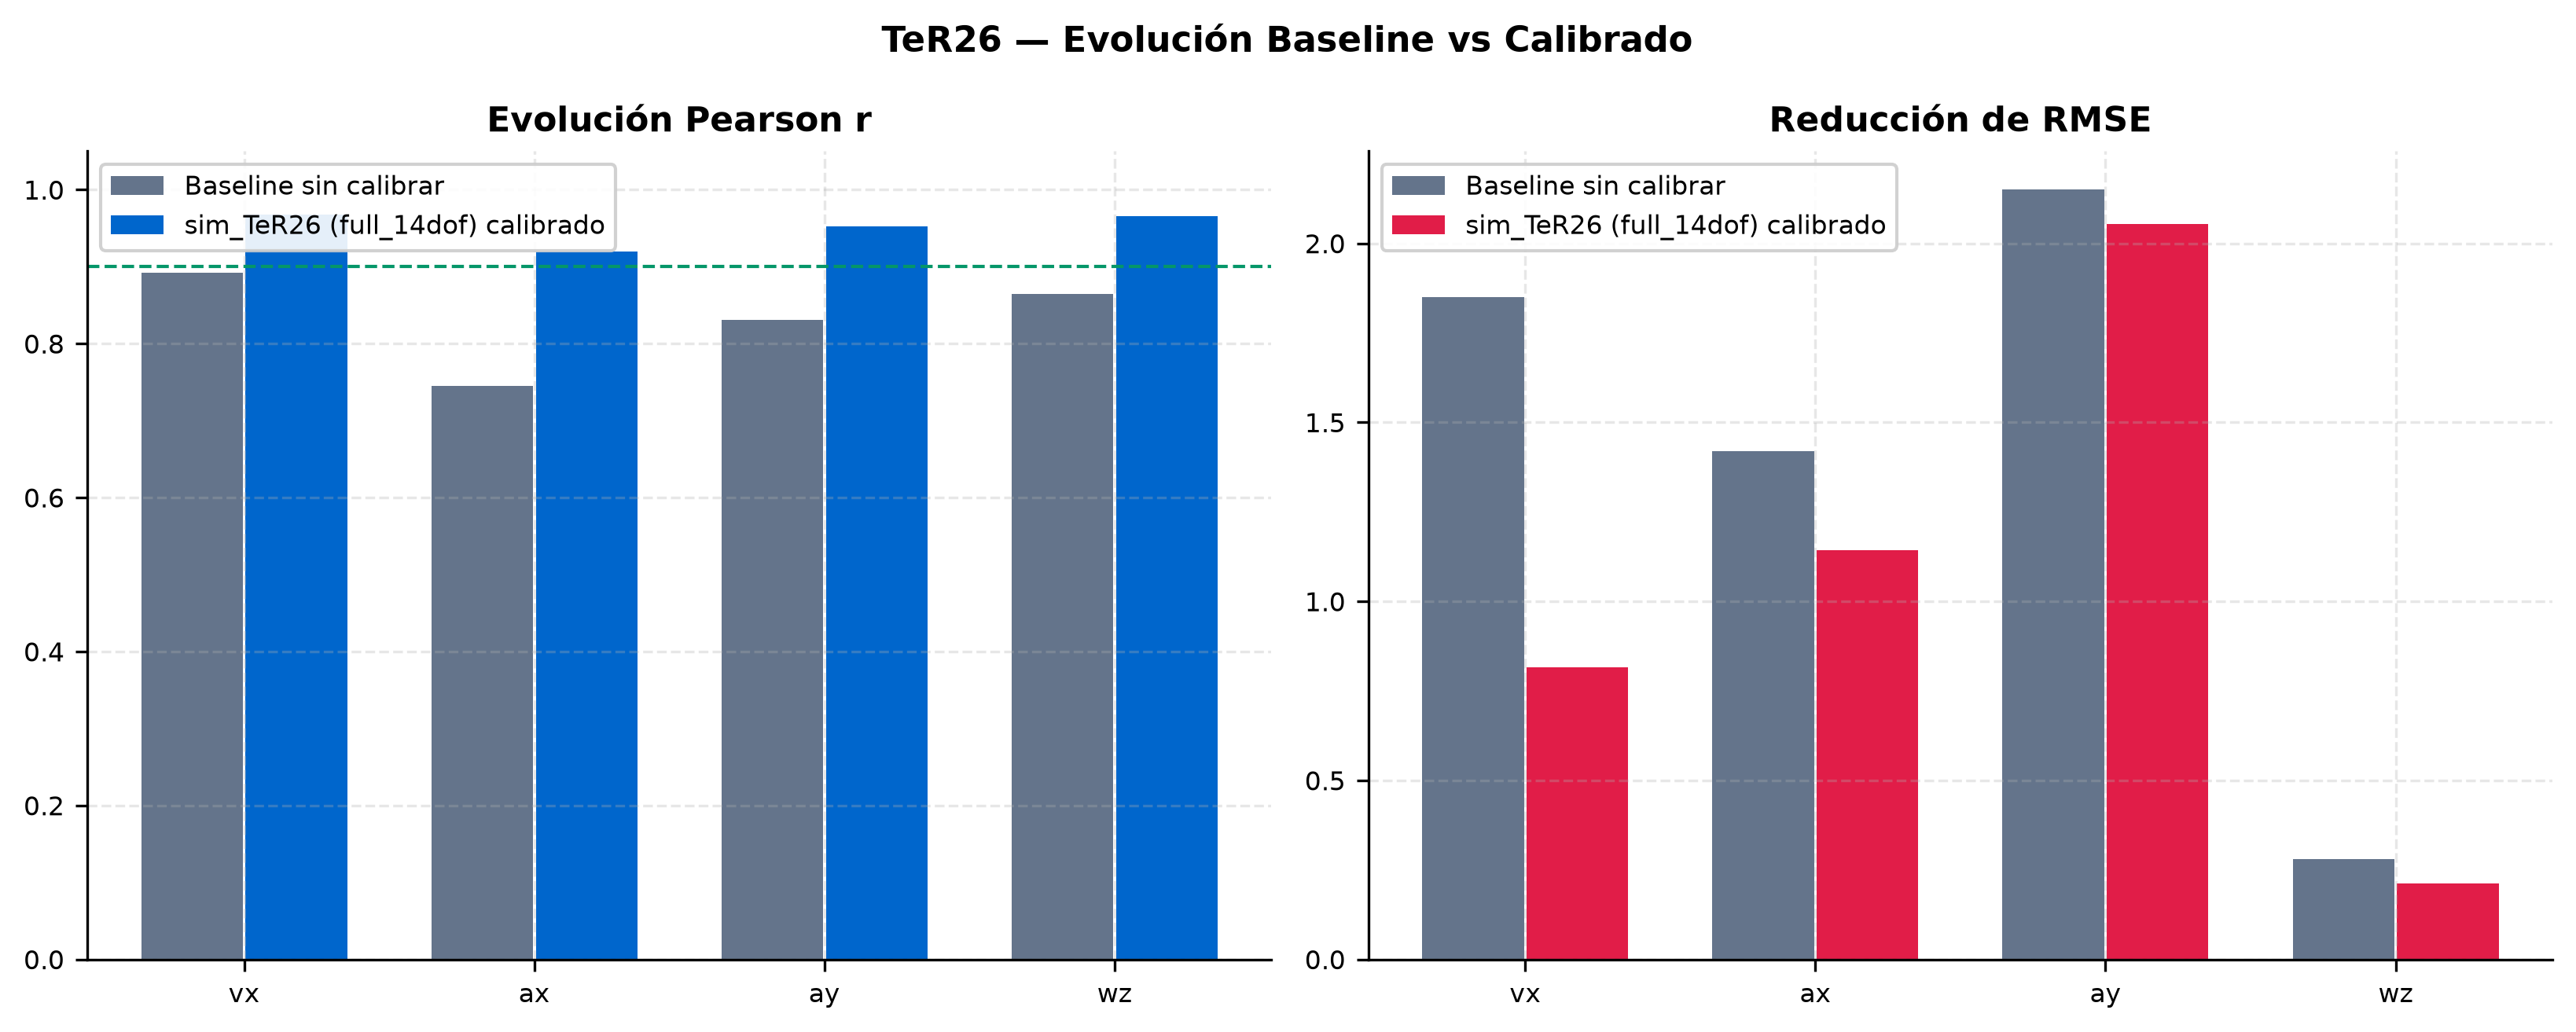 TeR26 — Evolución Baseline vs Calibrado
Evolución Pearson r
Baseline sin calibrar
sim_TeR26 (full_14dof) calibrado
1.0
0.8
0.6
0.4
0.2
0.0
vx ax ay wz
Reducción de RMSE
Baseline sin calibrar
sim_TeR26 (full_14dof) calibrado
2.0
1.5
1.0
0.5
0.0
vx ax ay wz